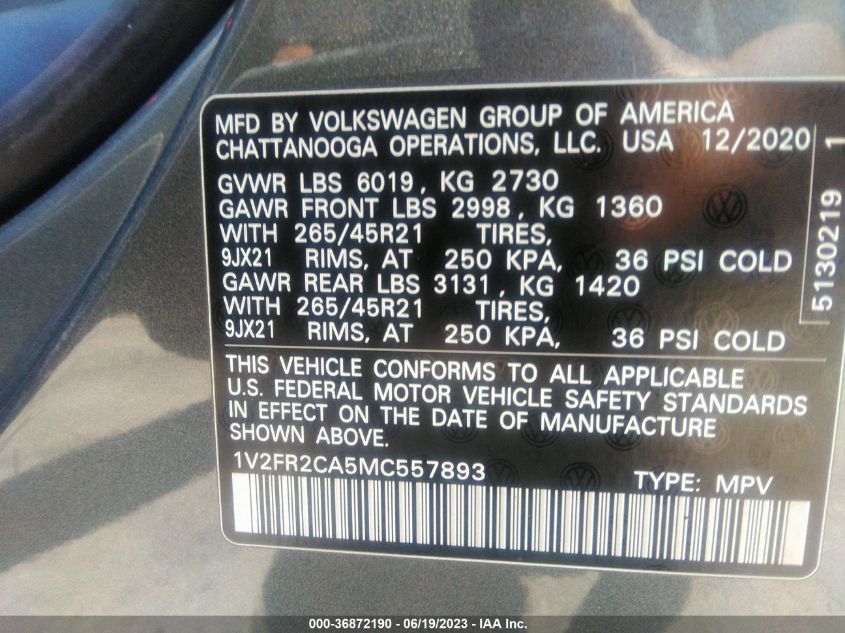 MFD BY VOLKSWAGEN GROUP OF AMERICA
CHATTANOOGA OPERATIONS, LLC. USA 12/2020
GVWR LBS 6019, KG 2730
GAWR FRONT LBS 2998, KG 1360
WITH 265/45R21 TIRES,
9JX21 RIMS, AT 250 KPA, 36 PSI COLD
GAWR REAR LBS 3131, KG 1420
WITH 265/45R21 TIRES,
9JX21 RIMS, AT 250 KPA, 36 PSI COLD
5130219 1
THIS VEHICLE CONFORMS TO ALL APPLICABLE
U.S. FEDERAL MOTOR VEHICLE SAFETY STANDARDS
IN EFFECT ON THE DATE OF MANUFACTURE
SHOWN ABOVE.
1V2FR2CA5MC557893 TYPE: MPV
000-36872190 - 06/19/2023 - IAA Inc.